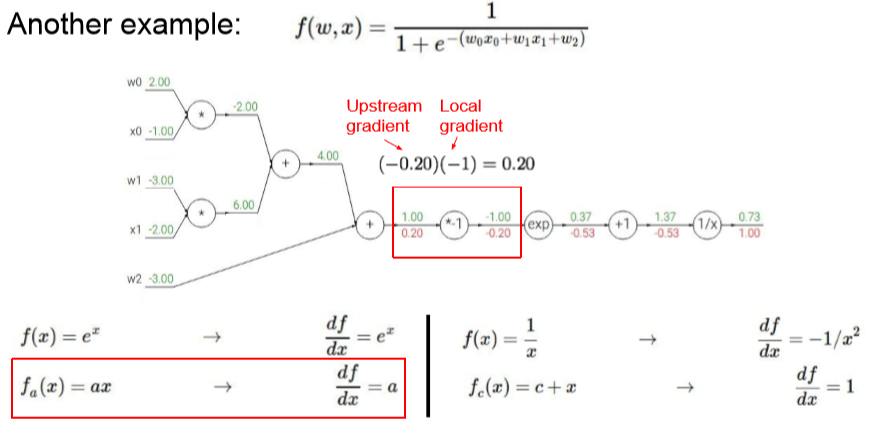 Another example: f(w,x) = \frac{1}{1+e^{-(w_0x_0+w_1x_1+w_2)}}
w0 2.00
-2.00
*
x0 -1.00
Upstream gradient
Local gradient
4.00
+
(-0.20)(-1) = 0.20
w1 -3.00
6.00
*
x1 -2.00
+ 1.00 *-1 -1.00 exp 0.37 +1 1.37 1/x 0.73
0.20 -0.20 -0.53 -0.53 1.00
w2 -3.00
f(x) = e^x → \frac{df}{dx} = e^x
f_a(x) = ax → \frac{df}{dx} = a
f(x) = \frac{1}{x} → \frac{df}{dx} = -1/x^2
f_c(x) = c + x → \frac{df}{dx} = 1